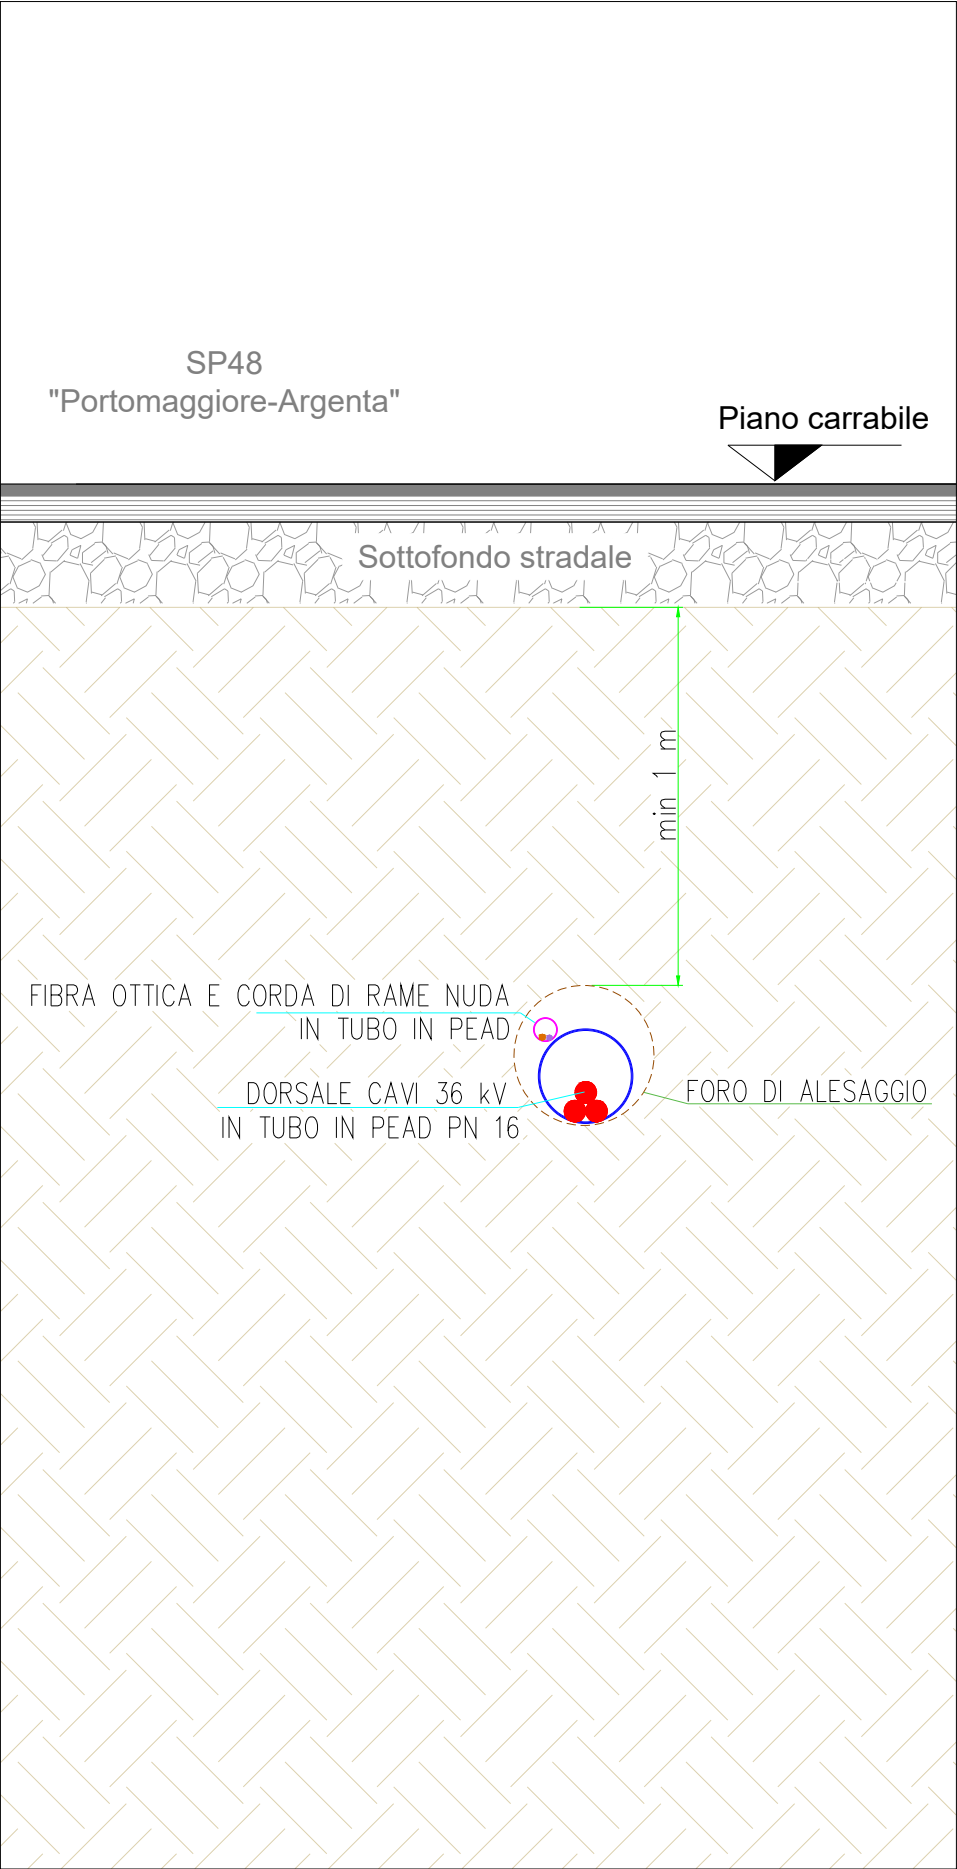 SP48
"Portomaggiore-Argenta"
Piano carrabile
Sottofondo stradale
min 1 m
FIBRA OTTICA E CORDA DI RAME NUDA
IN TUBO IN PEAD
DORSALE CAVI 36 kV
IN TUBO IN PEAD PN 16
FORO DI ALESAGGIO